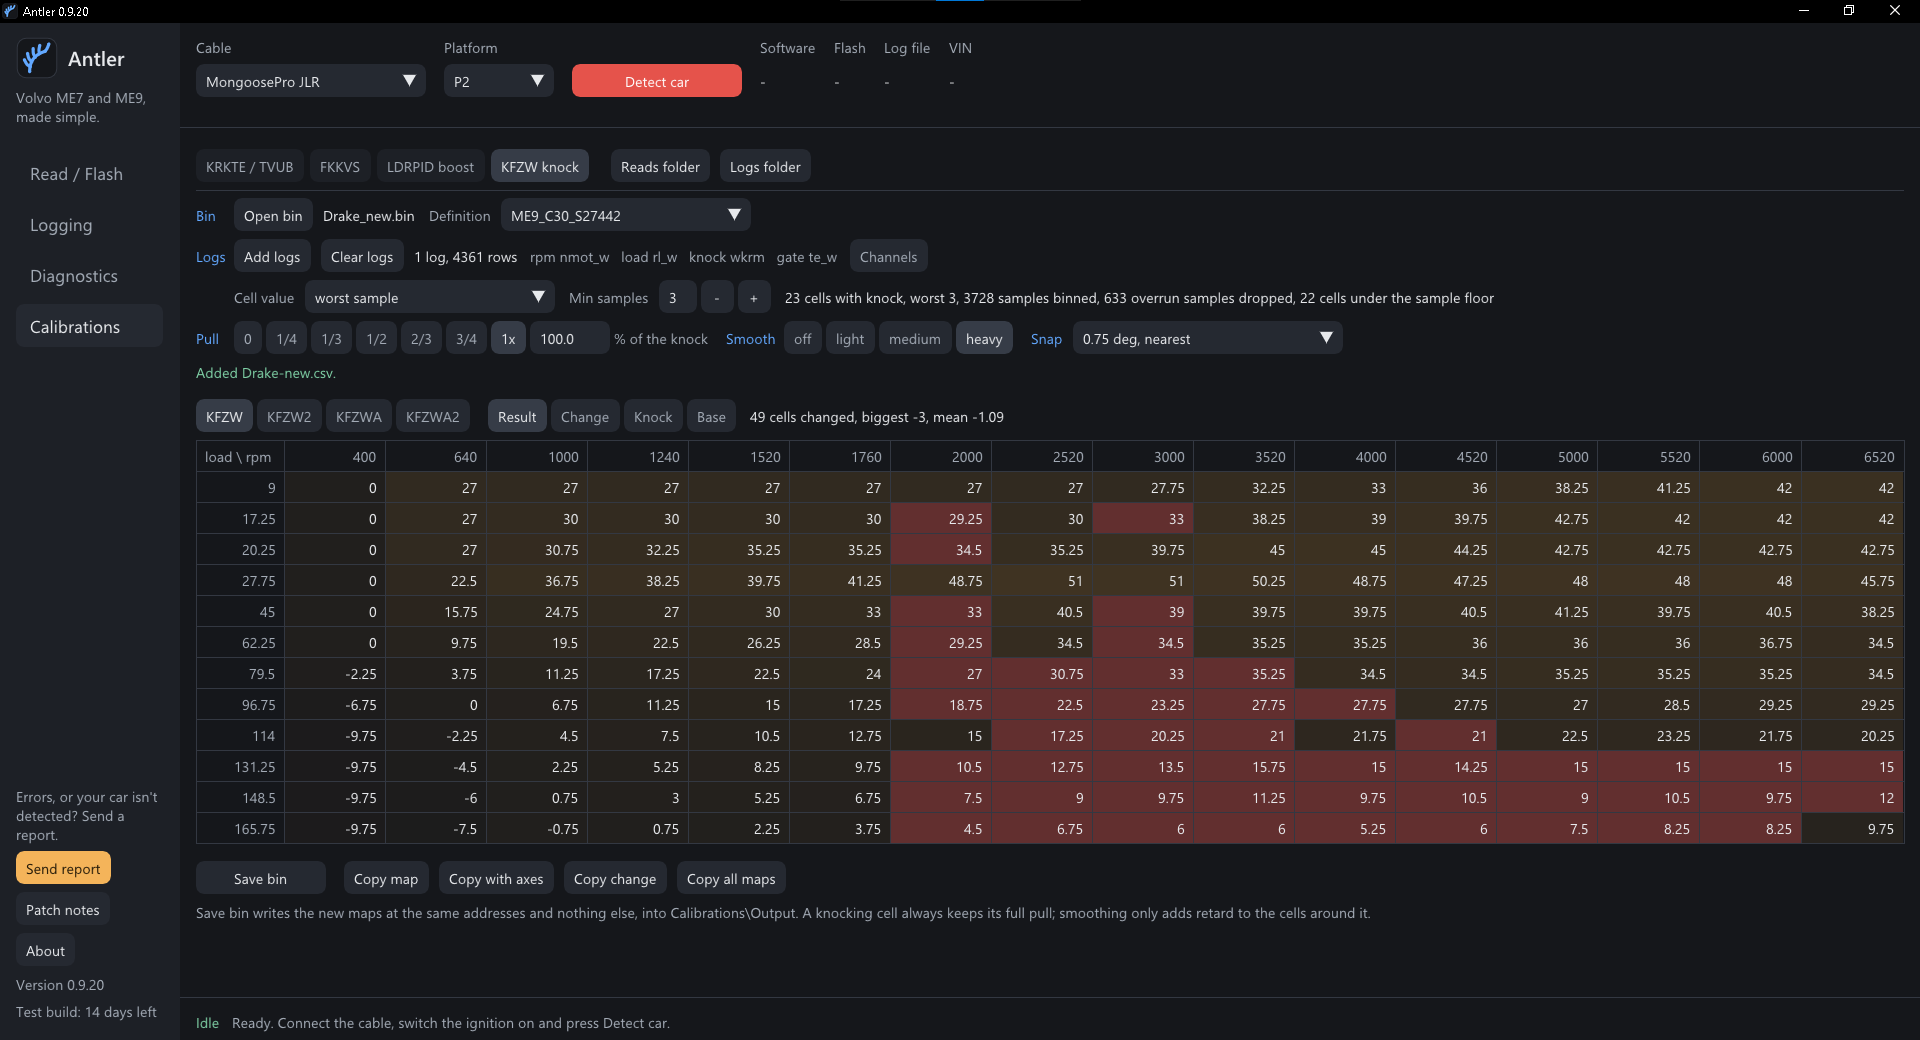 Antler 0.9.20
Antler
Volvo ME7 and ME9,
made simple.
Read / Flash
Logging
Diagnostics
Calibrations
Errors, or your car isn't
detected? Send a
report.
Send report
Patch notes
About
Version 0.9.20
Test build: 14 days left
Cable Platform Software Flash Log file VIN
MongoosePro JLR P2 Detect car - - - -
KRKTE / TVUB FKKVS LDRPID boost KFZW knock Reads folder Logs folder
Bin Open bin Drake_new.bin Definition ME9_C30_S27442
Logs Add logs Clear logs 1 log, 4361 rows rpm nmot_w load rl_w knock wkrm gate te_w Channels
Cell value worst sample Min samples 3 - + 23 cells with knock, worst 3, 3728 samples binned, 633 overrun samples dropped, 22 cells under the sample floor
Pull 0 1/4 1/3 1/2 2/3 3/4 1x 100.0 % of the knock Smooth off light medium heavy Snap 0.75 deg, nearest
Added Drake-new.csv.
KFZW KFZW2 KFZWA KFZWA2 Result Change Knock Base 49 cells changed, biggest -3, mean -1.09
load \ rpm 400 640 1000 1240 1520 1760 2000 2520 3000 3520 4000 4520 5000 5520 6000 6520
9 0 27 27 27 27 27 27 27 27.75 32.25 33 36 38.25 41.25 42 42
17.25 0 27 30 30 30 30 29.25 30 33 38.25 39 39.75 42.75 42 42 42
20.25 0 27 30.75 32.25 35.25 35.25 34.5 35.25 39.75 45 45 44.25 42.75 42.75 42.75 42.75
27.75 0 22.5 36.75 38.25 39.75 41.25 48.75 51 51 50.25 48.75 47.25 48 48 48 45.75
45 0 15.75 24.75 27 30 33 33 40.5 39 39.75 39.75 40.5 41.25 39.75 40.5 38.25
62.25 0 9.75 19.5 22.5 26.25 28.5 29.25 34.5 34.5 35.25 35.25 36 36 36 36.75 34.5
79.5 -2.25 3.75 11.25 17.25 22.5 24 27 30.75 33 35.25 34.5 34.5 35.25 35.25 35.25 34.5
96.75 -6.75 0 6.75 11.25 15 17.25 18.75 22.5 23.25 27.75 27.75 27.75 27 28.5 29.25 29.25
114 -9.75 -2.25 4.5 7.5 10.5 12.75 15 17.25 20.25 21 21.75 21 22.5 23.25 21.75 20.25
131.25 -9.75 -4.5 2.25 5.25 8.25 9.75 10.5 12.75 13.5 15.75 15 14.25 15 15 15 15
148.5 -9.75 -6 0.75 3 5.25 6.75 7.5 9 9.75 11.25 9.75 10.5 9 10.5 9.75 12
165.75 -9.75 -7.5 -0.75 0.75 2.25 3.75 4.5 6.75 6 6 5.25 6 7.5 8.25 8.25 9.75
Save bin Copy map Copy with axes Copy change Copy all maps
Save bin writes the new maps at the same addresses and nothing else, into Calibrations\Output. A knocking cell always keeps its full pull; smoothing only adds retard to the cells around it.
Idle Ready. Connect the cable, switch the ignition on and press Detect car.